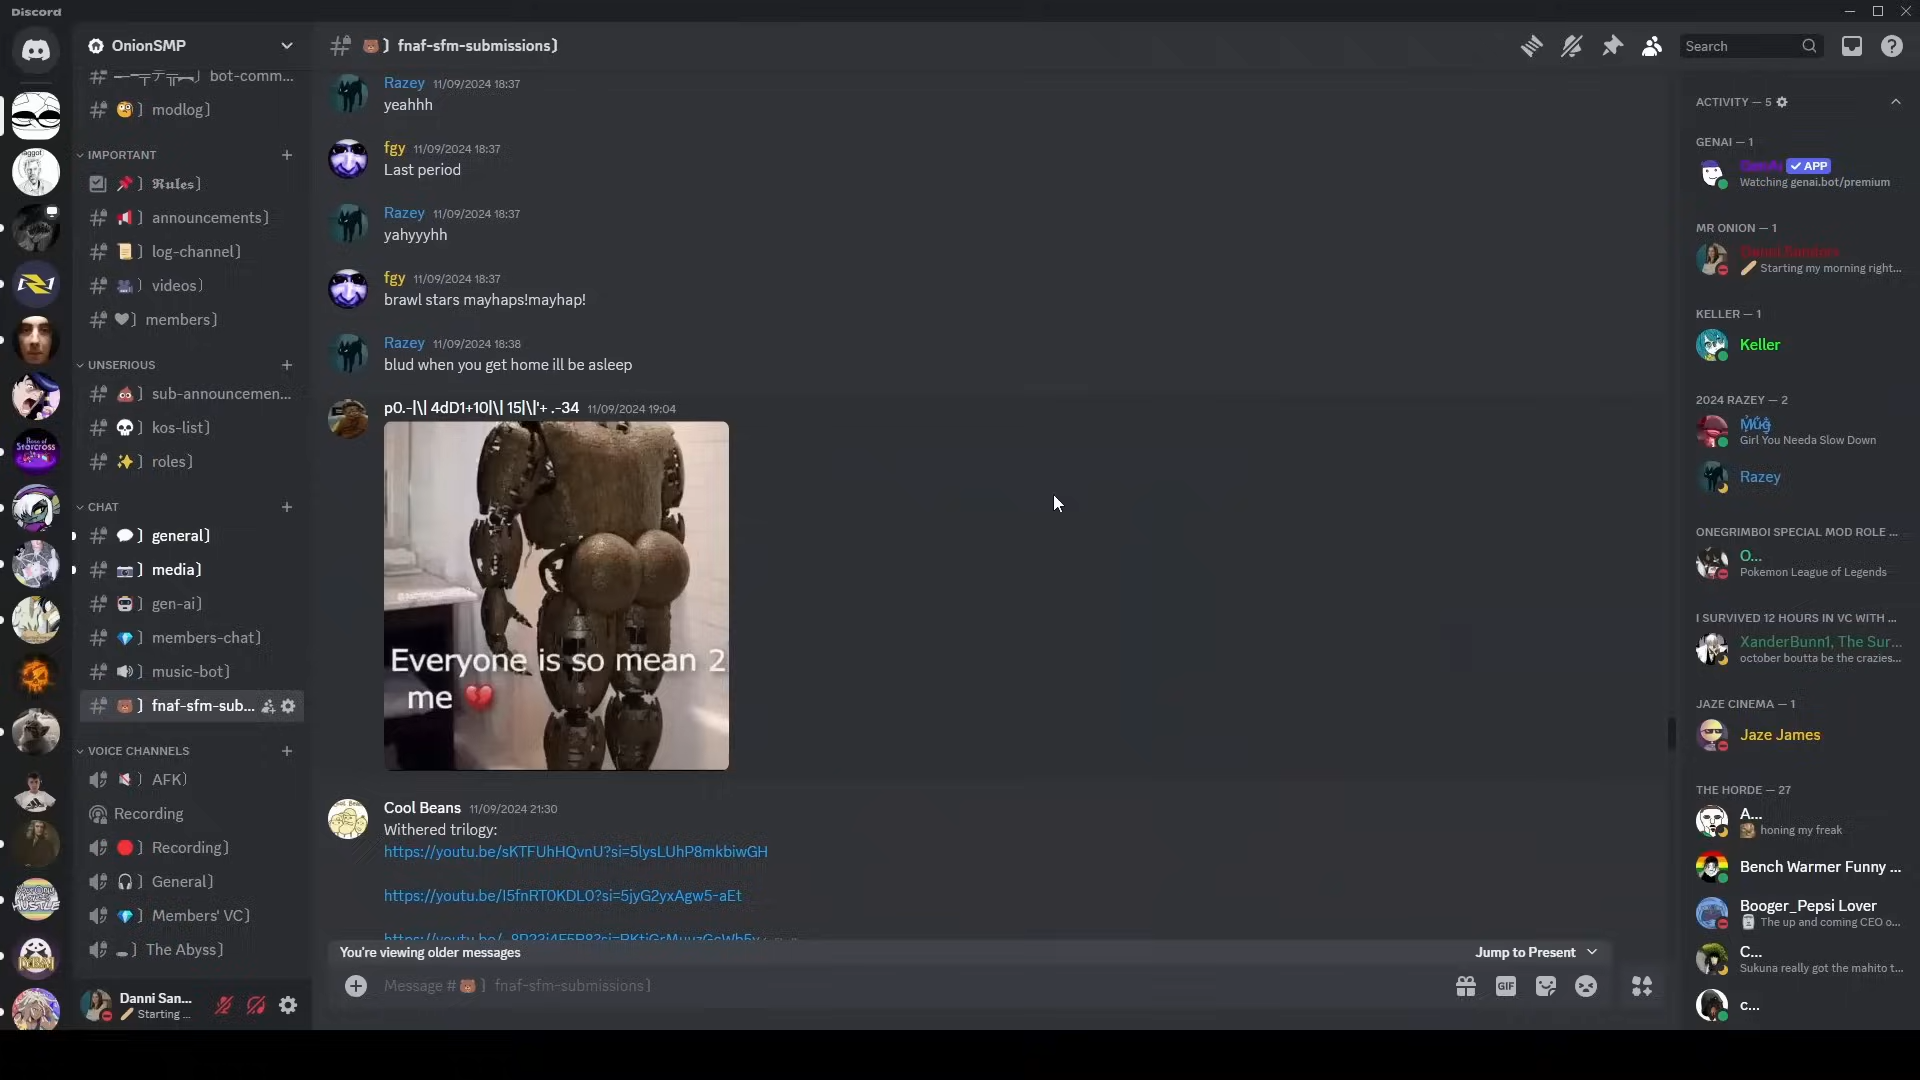 Discord
OnionSMP
bot-comm...
modlog
IMPORTANT
𝕽𝖚𝖑𝖊𝖘
announcements
log-channel
videos
members
UNSERIOUS
sub-announcemen...
kos-list
roles
CHAT
general
media
gen-ai
members-chat
music-bot
fnaf-sfm-sub...
VOICE CHANNELS
AFK
Recording
Recording
General
Members' VC
The Abyss
Danni San...
Starting ...
fnaf-sfm-submissions
Razey 11/09/2024 18:37
yeahhh
fgy 11/09/2024 18:37
Last period
Razey 11/09/2024 18:37
yahyyyhh
fgy 11/09/2024 18:37
brawl stars mayhaps!mayhap!
Razey 11/09/2024 18:38
blud when you get home ill be asleep
p0.-|\| 4dD1+10|\| 15|\|'+ .-34 11/09/2024 19:04
Everyone is so mean 2
me 💔
Cool Beans 11/09/2024 21:30
Withered trilogy:
https://youtu.be/sKTFUhHQvnU?si=5lysLUhP8mkbiwGH
https://youtu.be/I5fnRT0KDL0?si=5jyG2yxAgw5-aEt
You're viewing older messages
Jump to Present
Message # fnaf-sfm-submissions
GIF
Search
ACTIVITY — 5
GENAI — 1
GenAI APP
Watching genai.bot/premium
MR ONION — 1
Danni Sanders
Starting my morning right...
KELLER — 1
Keller
2024 RAZEY — 2
Mug
Girl You Needa Slow Down
Razey
ONEGRIMBOI SPECIAL MOD ROLE ...
O...
Pokemon League of Legends
I SURVIVED 12 HOURS IN VC WITH ...
XanderBunn1, The Sur...
october boutta be the crazies...
JAZE CINEMA — 1
Jaze James
THE HORDE — 27
A...
honing my freak
Bench Warmer Funny ...
Booger_Pepsi Lover
The up and coming CEO o...
C...
Sukuna really got the mahito t...
c...